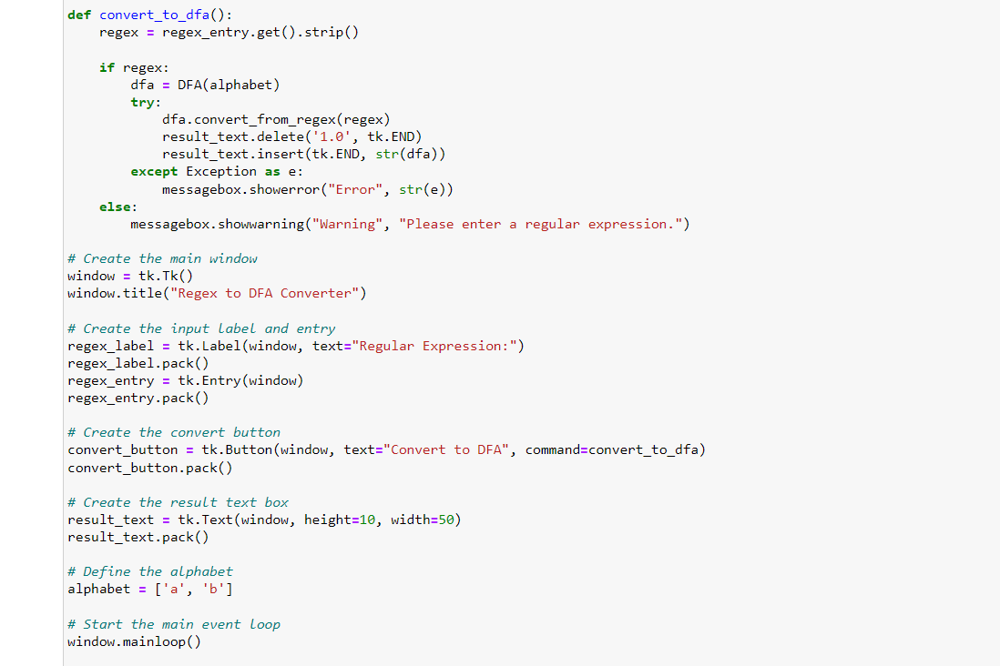 def convert_to_dfa():
    regex = regex_entry.get().strip()

    if regex:
        dfa = DFA(alphabet)
        try:
            dfa.convert_from_regex(regex)
            result_text.delete('1.0', tk.END)
            result_text.insert(tk.END, str(dfa))
        except Exception as e:
            messagebox.showerror("Error", str(e))
    else:
        messagebox.showwarning("Warning", "Please enter a regular expression.")

# Create the main window
window = tk.Tk()
window.title("Regex to DFA Converter")

# Create the input label and entry
regex_label = tk.Label(window, text="Regular Expression:")
regex_label.pack()
regex_entry = tk.Entry(window)
regex_entry.pack()

# Create the convert button
convert_button = tk.Button(window, text="Convert to DFA", command=convert_to_dfa)
convert_button.pack()

# Create the result text box
result_text = tk.Text(window, height=10, width=50)
result_text.pack()

# Define the alphabet
alphabet = ['a', 'b']

# Start the main event loop
window.mainloop()